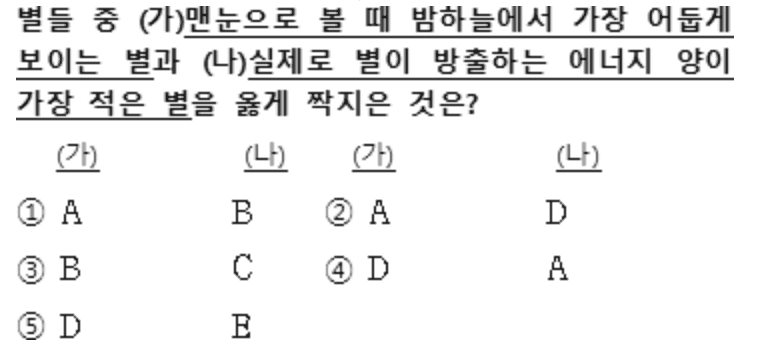 별들 중 (가)맨눈으로 볼 때 밤하늘에서 가장 어둡게
보이는 별과 (나)실제로 별이 방출하는 에너지 양이
가장 적은 별을 옳게 짝지은 것은?
(가) (나) (가) (나)
① A B ② A D
③ B C ④ D A
⑤ D E